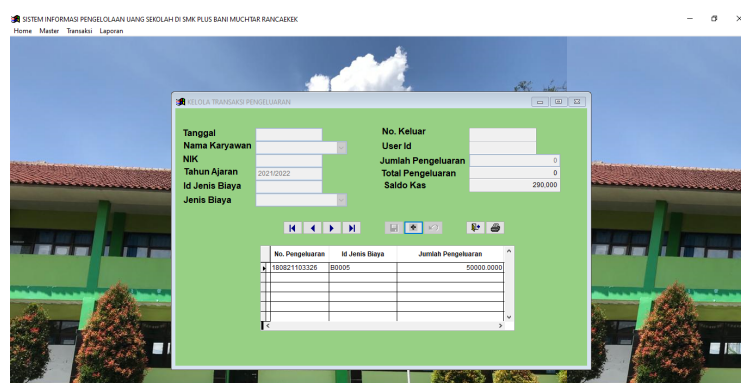 SISTEM INFORMASI PENGELOLAAN UANG SEKOLAH DI SMK PLUS BANI MUCHTAR RANCAEKEK
Home Master Transaksi Laporan
KELOLA TRANSAKSI PENGELUARAN
Tanggal
No. Keluar
Nama Karyawan
User Id
NIK
Jumlah Pengeluaran 0
Tahun Ajaran 2021/2022
Total Pengeluaran 0
Id Jenis Biaya
Saldo Kas 290,000
Jenis Biaya
No. Pengeluaran Id Jenis Biaya Jumlah Pengeluaran
180821103326 B0005 50000.0000